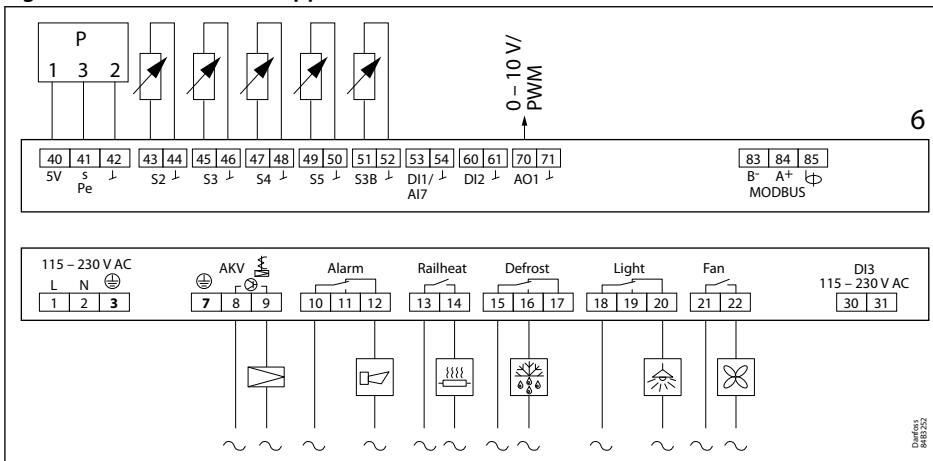 P
1 3 2
0 – 10 V/
PWM
6
40 41 42 43 44 45 46 47 48 49 50 51 52 53 54 60 61 70 71 83 84 85
5V s S2 S3 S4 S5 S3B DI1/ DI2 AO1 B- A+
Pe AI7 MODBUS
115 – 230 V AC AKV Alarm Railheat Defrost Light Fan DI3
L N 115 – 230 V AC
1 2 3 7 8 9 10 11 12 13 14 15 16 17 18 19 20 21 22 30 31
Danfoss
84B3252